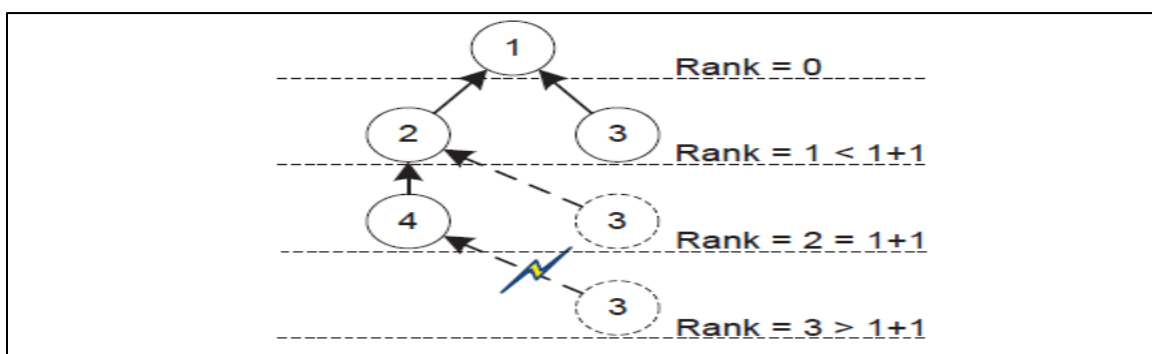 1
Rank = 0
2 3
Rank = 1 < 1+1
4 3
Rank = 2 = 1+1
3
Rank = 3 > 1+1